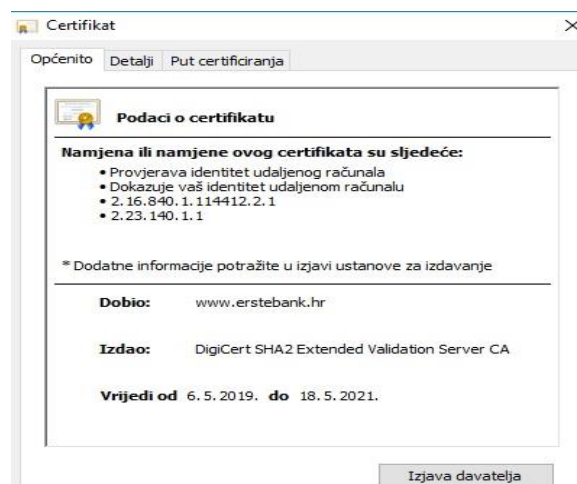 Certifikat
Općenito Detalji Put certificiranja
Podaci o certifikatu
Namjena ili namjene ovog certifikata su sljedeće:
• Provjerava identitet udaljenog računala
• Dokazuje vaš identitet udaljenom računalu
• 2.16.840.1.114412.2.1
• 2.23.140.1.1
* Dodatne informacije potražite u izjavi ustanove za izdavanje
Dobio: www.erstebank.hr
Izdao: DigiCert SHA2 Extended Validation Server CA
Vrijedi od 6.5.2019. do 18.5.2021.
Izjava davatelja